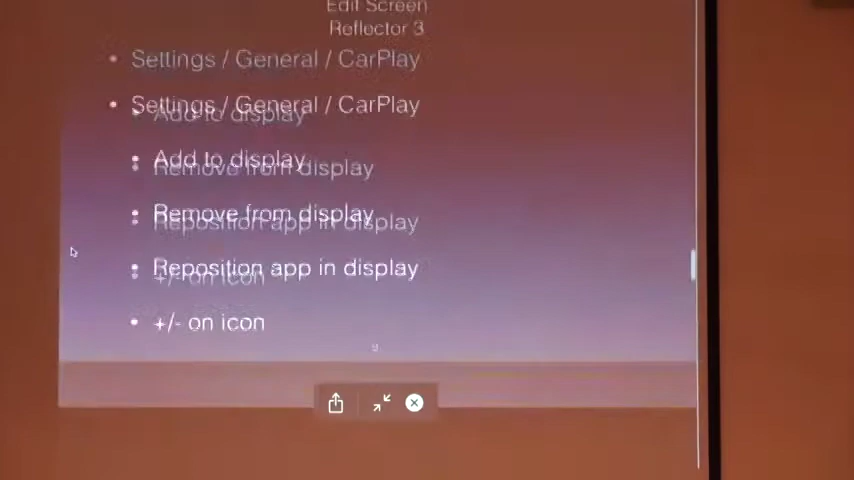 Edit Screen
Reflector 3
• Settings / General / CarPlay
• Settings / General / CarPlay
• Add to display
• Add to display
• Remove from display
• Remove from display
• Reposition app in display
• Reposition app in display
• +/- on icon
• +/- on icon
9